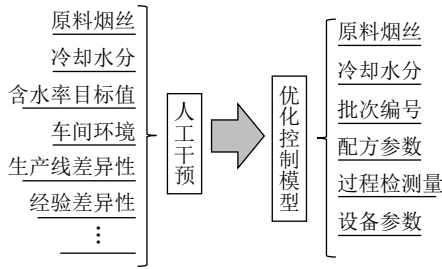 原料烟丝
冷却水分
含水率目标值
车间环境
生产线差异性
经验差异性
⋮
人工干预
优化控制模型
原料烟丝
冷却水分
批次编号
配方参数
过程检测量
设备参数